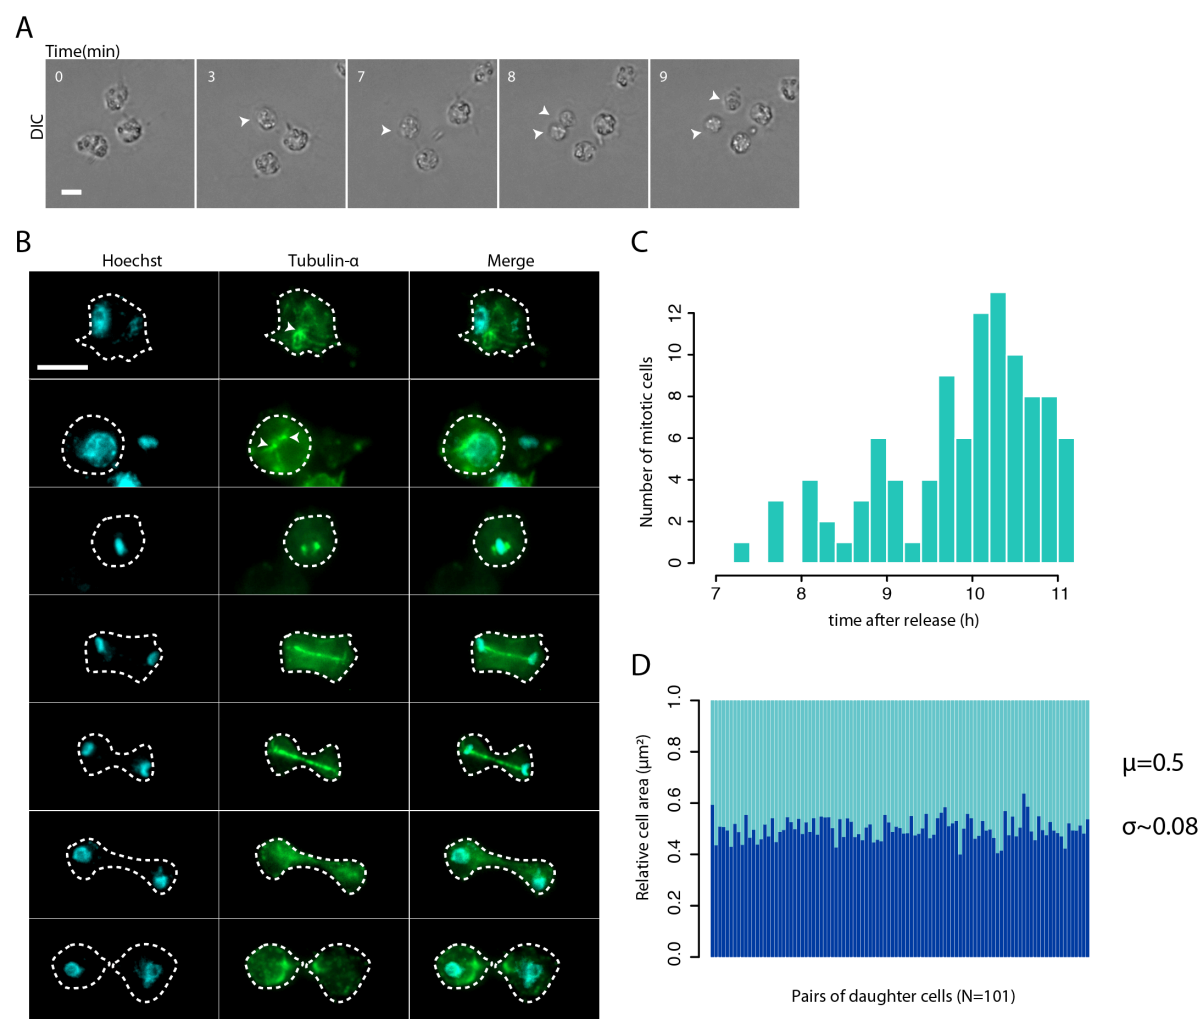 A
Time(min)
0 3 7 8 9
DIC
B
Hoechst Tubulin-α Merge
C
Number of mitotic cells
0 2 4 6 8 10 12
7 8 9 10 11
time after release (h)
D
Relative cell area (µm²)
0.0 0.2 0.4 0.6 0.8 1.0
µ=0.5
σ~0.08
Pairs of daughter cells (N=101)